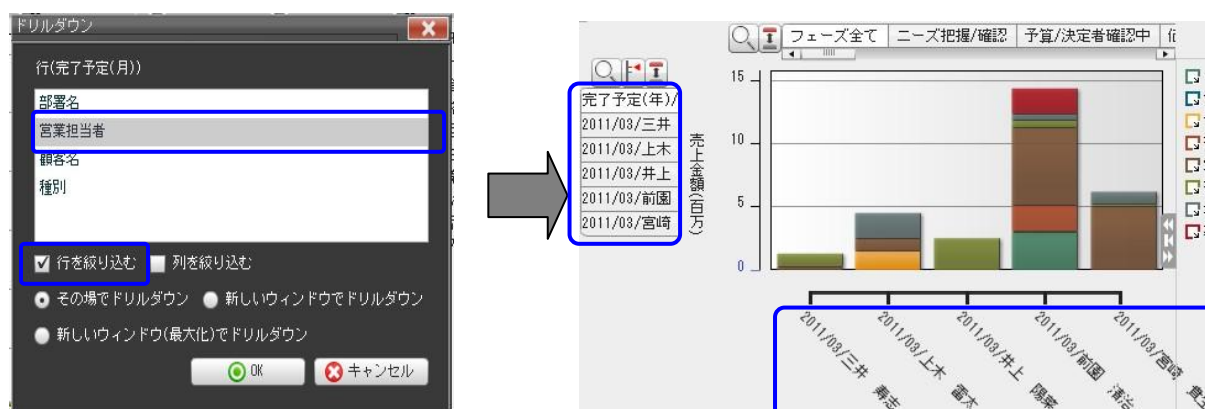 ドリルダウン
行(完了予定(月))
部署名
営業担当者
顧客名
種別
行を絞り込む 列を絞り込む
その場でドリルダウン 新しいウィンドウでドリルダウン
新しいウィンドウ(最大化)でドリルダウン
OK キャンセル
フェーズ全て ニーズ把握/確認 予算/決定者確認中
完了予定(年)/
2011/03/三井
2011/03/上木
2011/03/井上
2011/03/前園
2011/03/宮崎
売上金額(百万)
15
10
5
0
2011/03/三井 寿志
2011/03/上木 雷太
2011/03/井上 陽菜
2011/03/前園 清治
2011/03/宮崎